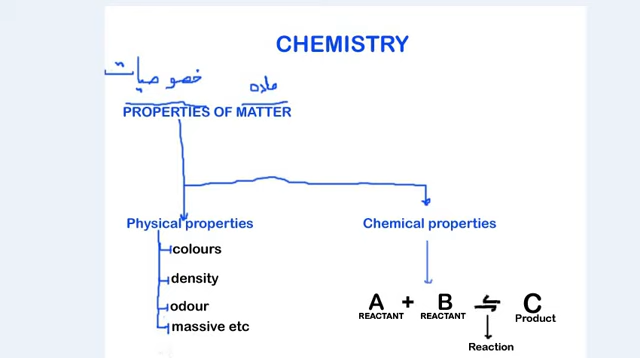 CHEMISTRY
خصوصیات
مادہ
PROPERTIES OF MATTER
Physical properties
Chemical properties
colours
density
odour
massive etc
A + B ⇋ C
REACTANT REACTANT Product
Reaction